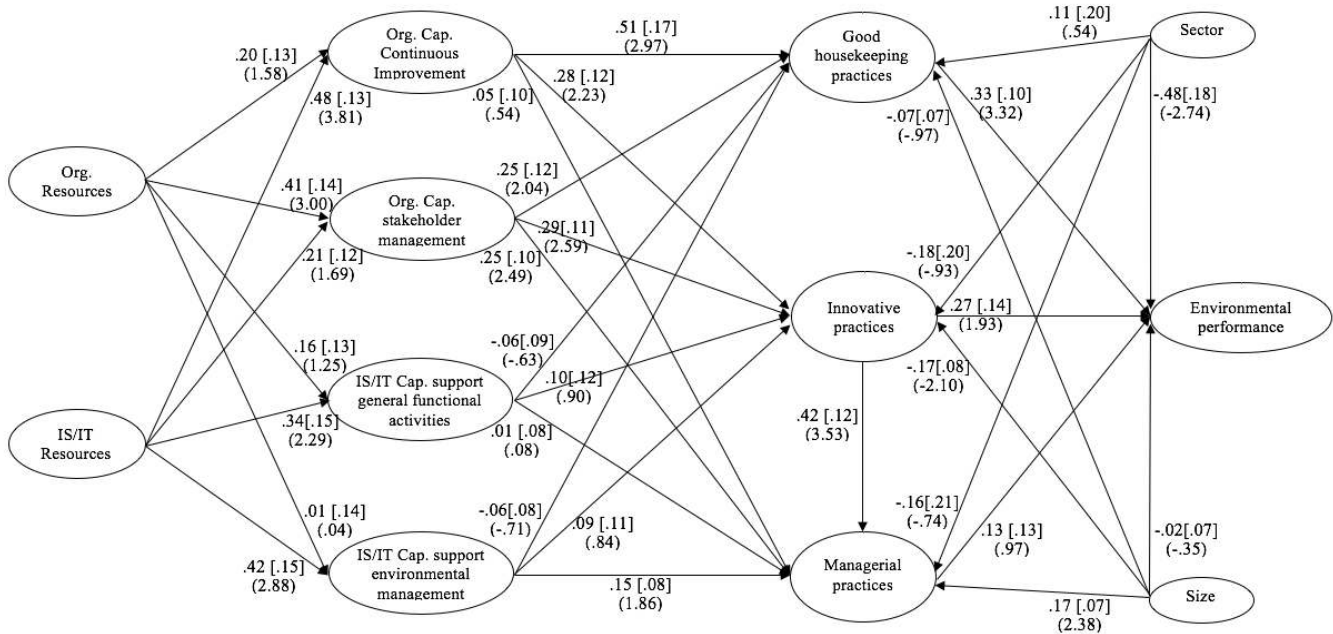 Org.
Resources
IS/IT
Resources
.20 [.13]
(1.58)
.48 [.13]
(3.81)
.41 [.14]
(3.00)
.21 [.12]
(1.69)
.16 [.13]
(1.25)
.34[.15]
(2.29)
.01 [.14]
(.04)
.42 [.15]
(2.88)
Org. Cap.
Continuous
Improvement
Org. Cap.
stakeholder
management
IS/IT Cap. support
general functional
activities
IS/IT Cap. support
environmental
management
.51 [.17]
(2.97)
.28 [.12]
(2.23)
.05 [.10]
(.54)
.25 [.12]
(2.04)
.29[.11]
(2.59)
.25 [.10]
(2.49)
-.06[.09]
(-.63)
.10[.12]
(.90)
.01 [.08]
(.08)
-.06[.08]
(-.71)
.09 [.11]
(.84)
.15 [.08]
(1.86)
Good
housekeeping
practices
Innovative
practices
.42 [.12]
(3.53)
Managerial
practices
.11 [.20]
(.54)
.33 [.10]
(3.32)
-.07[.07]
(-.97)
-.48[.18]
(-2.74)
-.18[.20]
(-.93)
.27 [.14]
(1.93)
-.17[.08]
(-2.10)
-.16[.21]
(-.74)
.13 [.13]
(.97)
-.02[.07]
(-.35)
.17 [.07]
(2.38)
Sector
Environmental
performance
Size